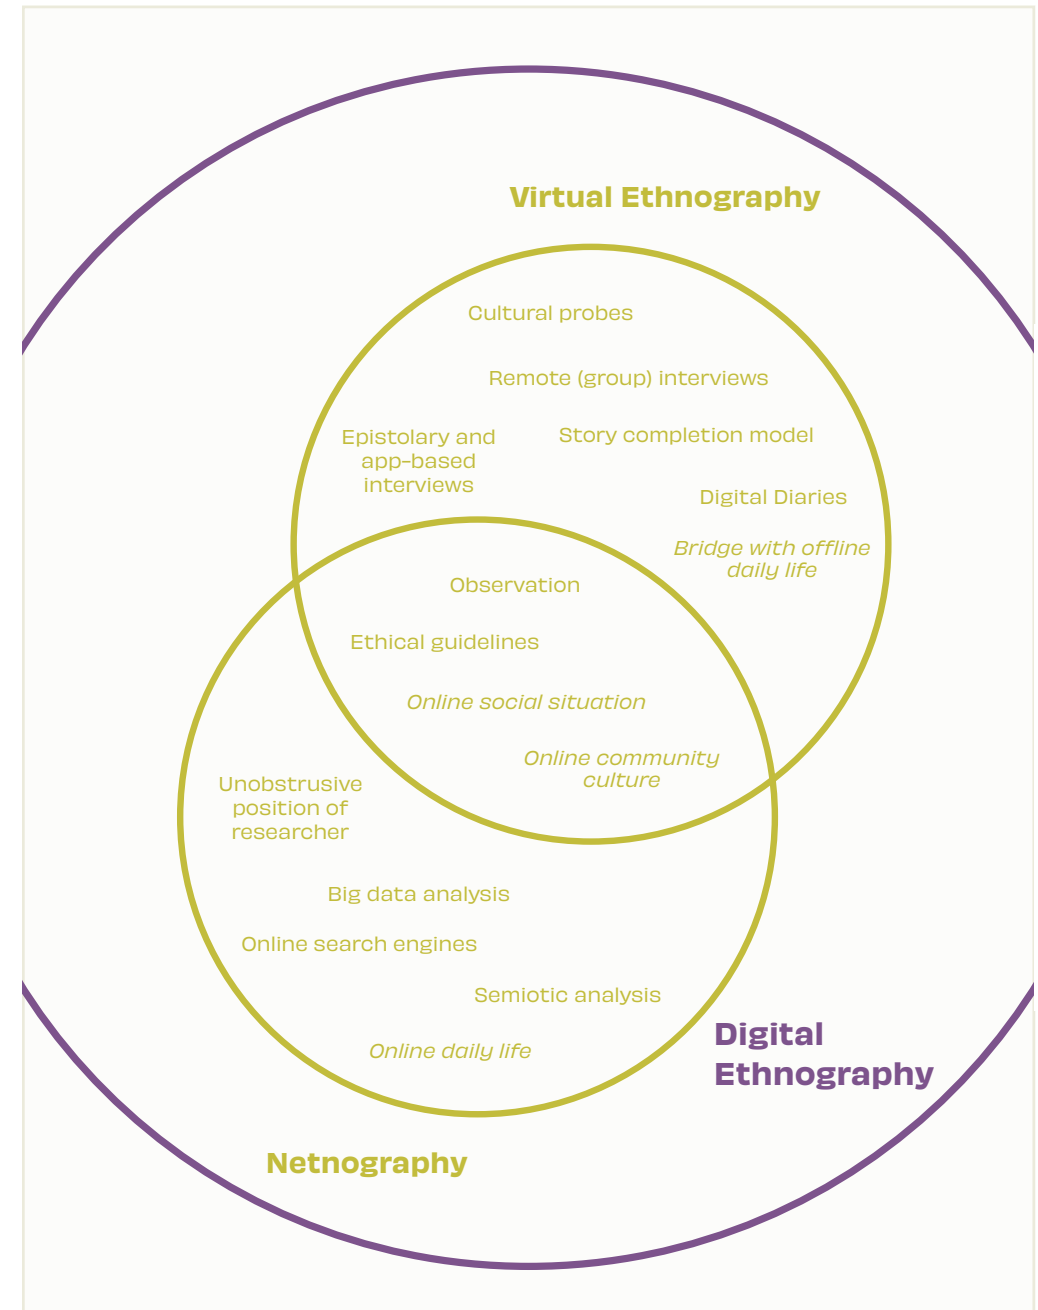 Virtual Ethnography
Cultural probes
Remote (group) interviews
Epistolary and
app-based
interviews
Story completion model
Digital Diaries
Bridge with offline
daily life
Observation
Ethical guidelines
Online social situation
Online community
culture
Unobstrusive
position of
researcher
Big data analysis
Online search engines
Semiotic analysis
Online daily life
Digital
Ethnography
Netnography